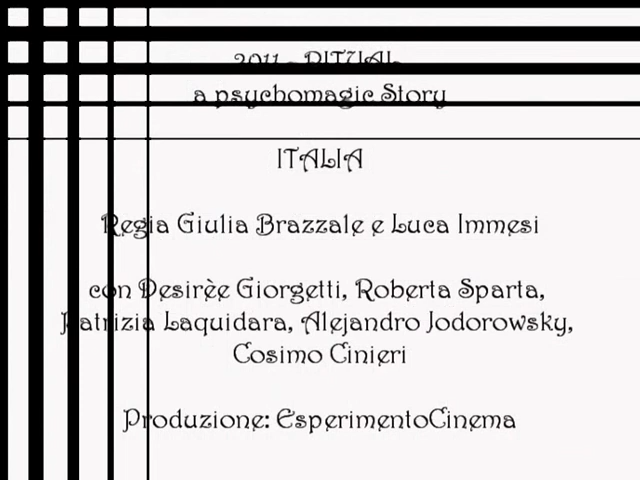 2011 - RITUAL
a psychomagic Story
ITALIA
Regia Giulia Brazzale e Luca Immesi
con Desirèe Giorgetti, Roberta Sparta,
Patrizia Laquidara, Alejandro Jodorowsky,
Cosimo Cinieri
Produzione: EsperimentoCinema